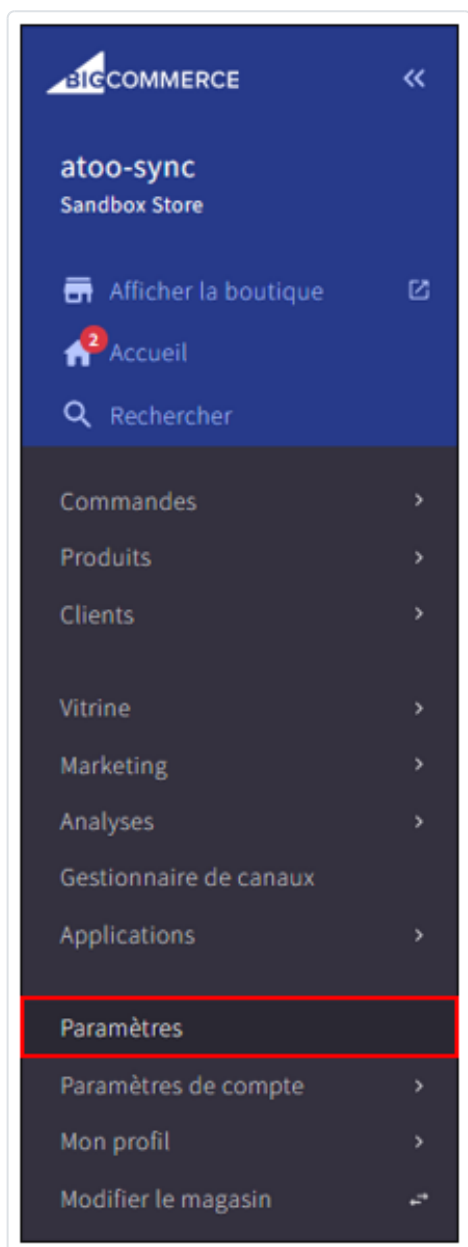 BIGCOMMERCE
atoo-sync
Sandbox Store
Afficher la boutique
2
Accueil
Rechercher
Commandes
Produits
Clients
Vitrine
Marketing
Analyses
Gestionnaire de canaux
Applications
Paramètres
Paramètres de compte
Mon profil
Modifier le magasin